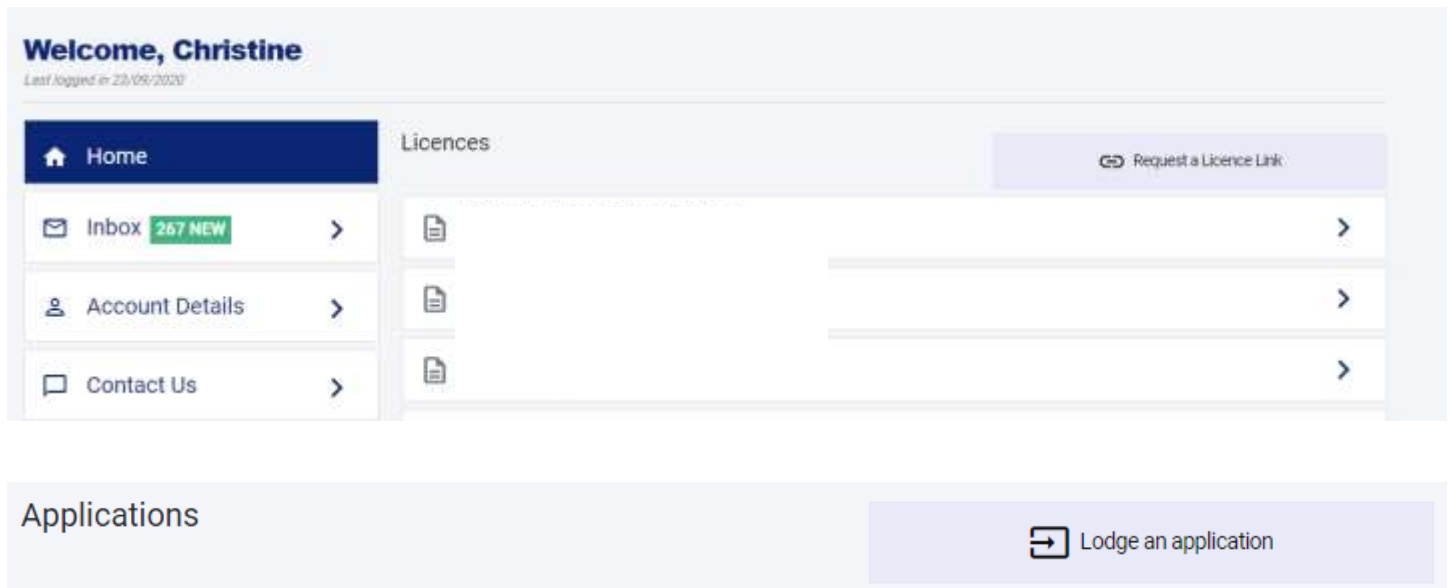 Welcome, Christine
Last logged in 23/09/2020
Home
Licences
Request a Licence Link
Inbox 267 NEW
Account Details
Contact Us
Applications
Lodge an application